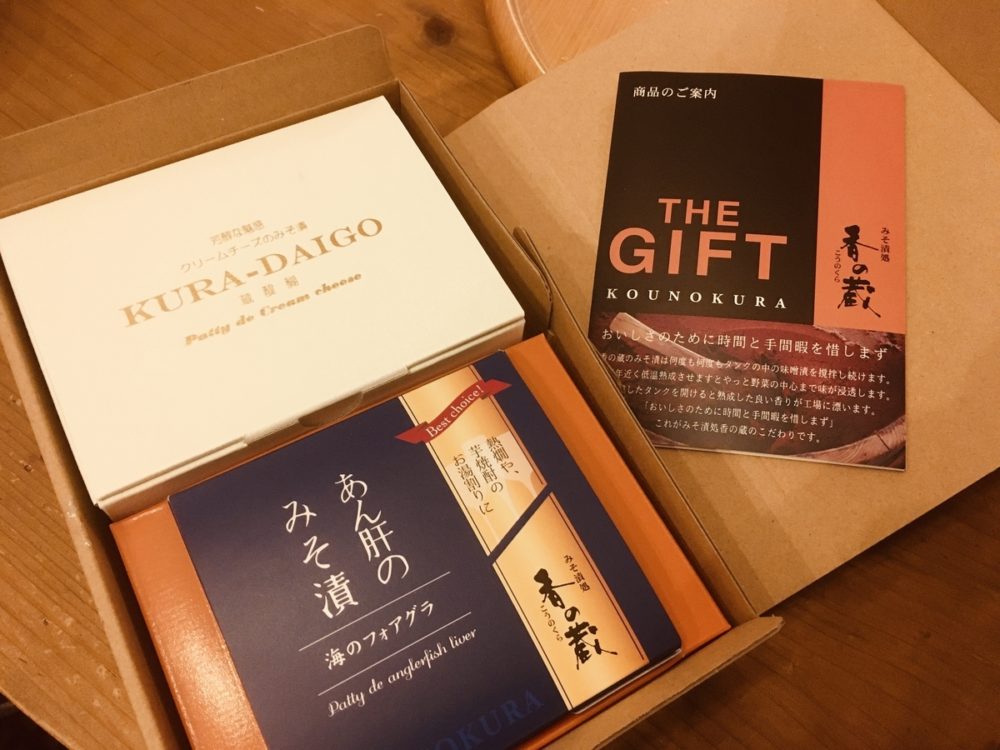 芳醇な魅惑
クリームチーズのみそ漬
KURA-DAIGO
蔵醍醐
Patty de Cream cheese
Best choice!
熱燗や、
芋焼酎の
お湯割りに
あん肝の
みそ漬
海のフォアグラ
Patty de anglerfish liver
みそ漬処
香の蔵
こうのくら
OKURA
商品のご案内
THE
GIFT
KOUNOKURA
みそ漬処
香の蔵
こうのくら
おいしさのために時間と手間暇を惜しまず
香の蔵のみそ漬は何度も何度もタンクの中の味噌漬を撹拌し続けます。
年近く低温熟成させますとやっと野菜の中心まで味が浸透します。
したタンクを開けると熟成した良い香りが工場に漂います。
「おいしさのために時間と手間暇を惜しまず」
これがみそ漬処香の蔵のこだわりです。